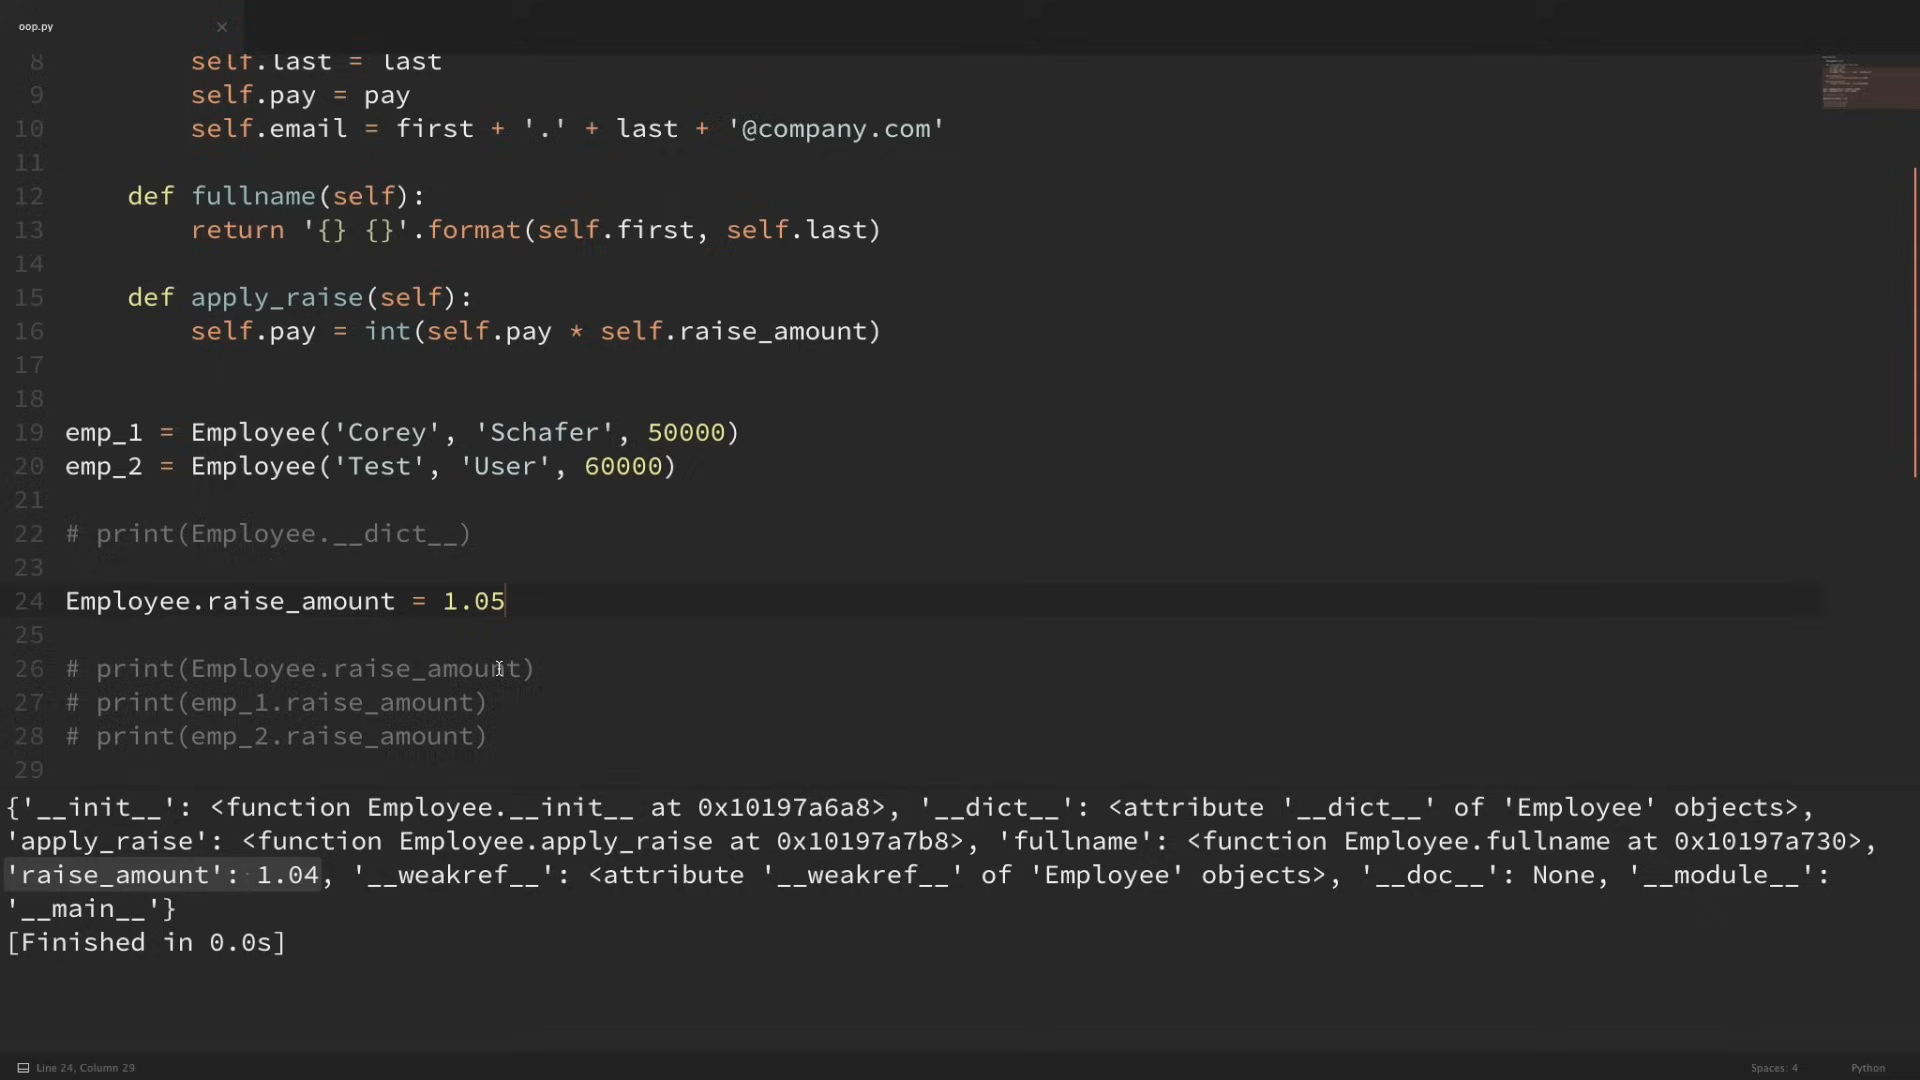 oop.py
8         self.last = last
9         self.pay = pay
10         self.email = first + '.' + last + '@company.com'
11
12     def fullname(self):
13         return '{} {}'.format(self.first, self.last)
14
15     def apply_raise(self):
16         self.pay = int(self.pay * self.raise_amount)
17
18
19 emp_1 = Employee('Corey', 'Schafer', 50000)
20 emp_2 = Employee('Test', 'User', 60000)
21
22 # print(Employee.__dict__)
23
24 Employee.raise_amount = 1.05
25
26 # print(Employee.raise_amount)
27 # print(emp_1.raise_amount)
28 # print(emp_2.raise_amount)
29
{'__init__': <function Employee.__init__ at 0x10197a6a8>, '__dict__': <attribute '__dict__' of 'Employee' objects>,
'apply_raise': <function Employee.apply_raise at 0x10197a7b8>, 'fullname': <function Employee.fullname at 0x10197a730>,
'raise_amount': 1.04, '__weakref__': <attribute '__weakref__' of 'Employee' objects>, '__doc__': None, '__module__':
'__main__'}
[Finished in 0.0s]
Line 24, Column 29
Spaces: 4
Python